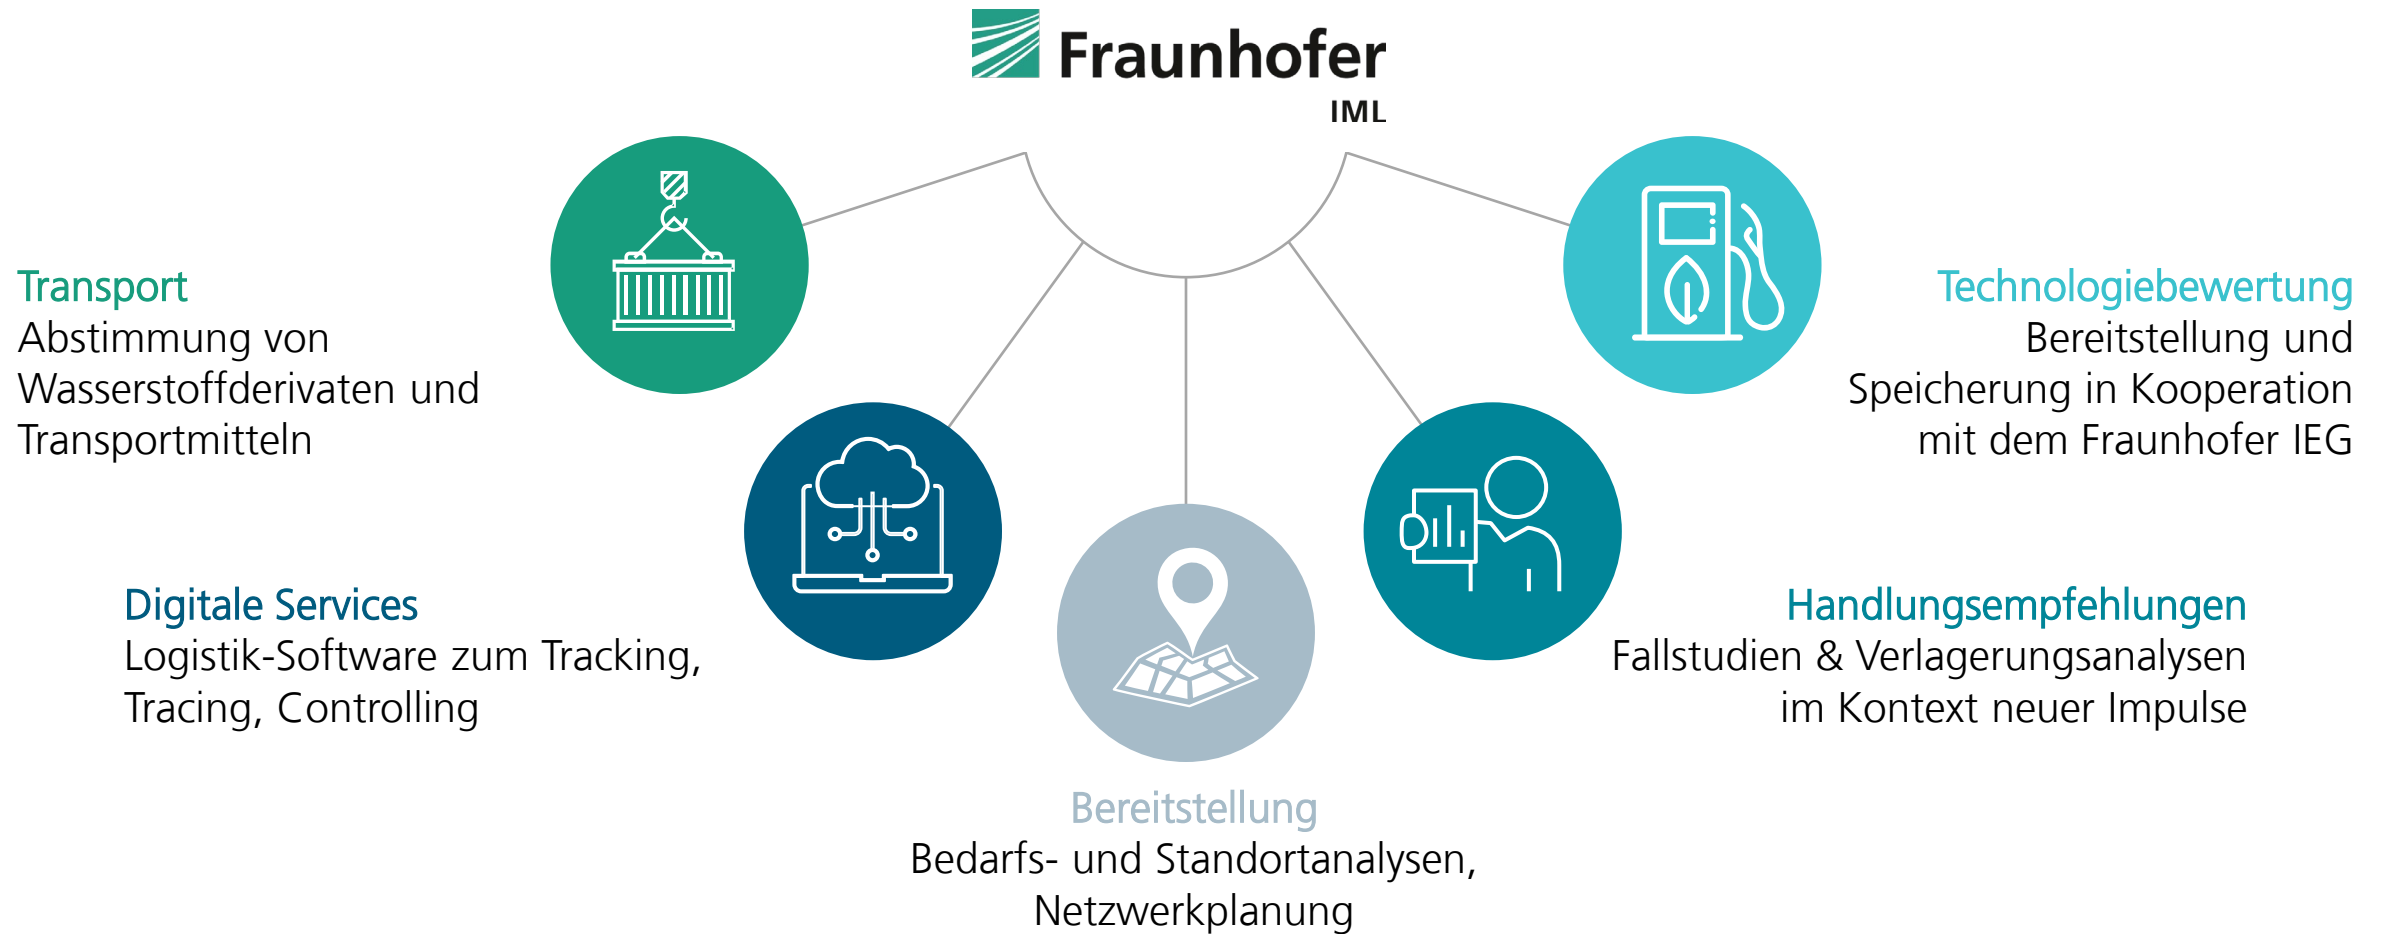 Fraunhofer
IML
Transport
Abstimmung von
Wasserstoffderivaten und
Transportmitteln
Digitale Services
Logistik-Software zum Tracking,
Tracing, Controlling
Bereitstellung
Bedarfs- und Standortanalysen,
Netzwerkplanung
Handlungsempfehlungen
Fallstudien & Verlagerungsanalysen
im Kontext neuer Impulse
Technologiebewertung
Bereitstellung und
Speicherung in Kooperation
mit dem Fraunhofer IEG